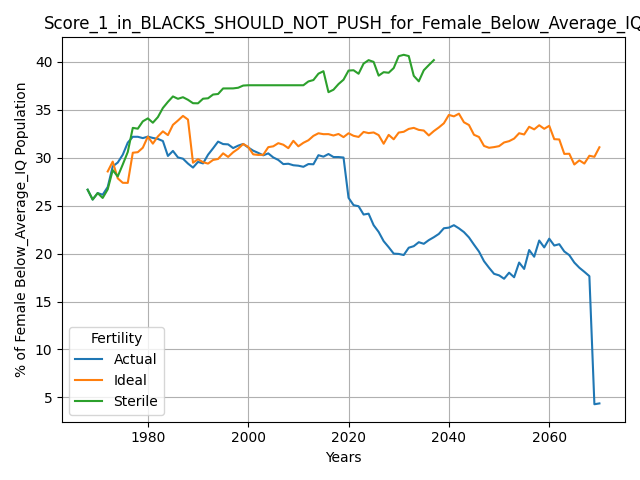 Score_1_in_BLACKS_SHOULD_NOT_PUSH_for_Female_Below_Average_IQ
% of Female Below_Average_IQ Population
40
35
30
25
20
15
10
5
Fertility
Actual
Ideal
Sterile
1980 2000 2020 2040 2060
Years